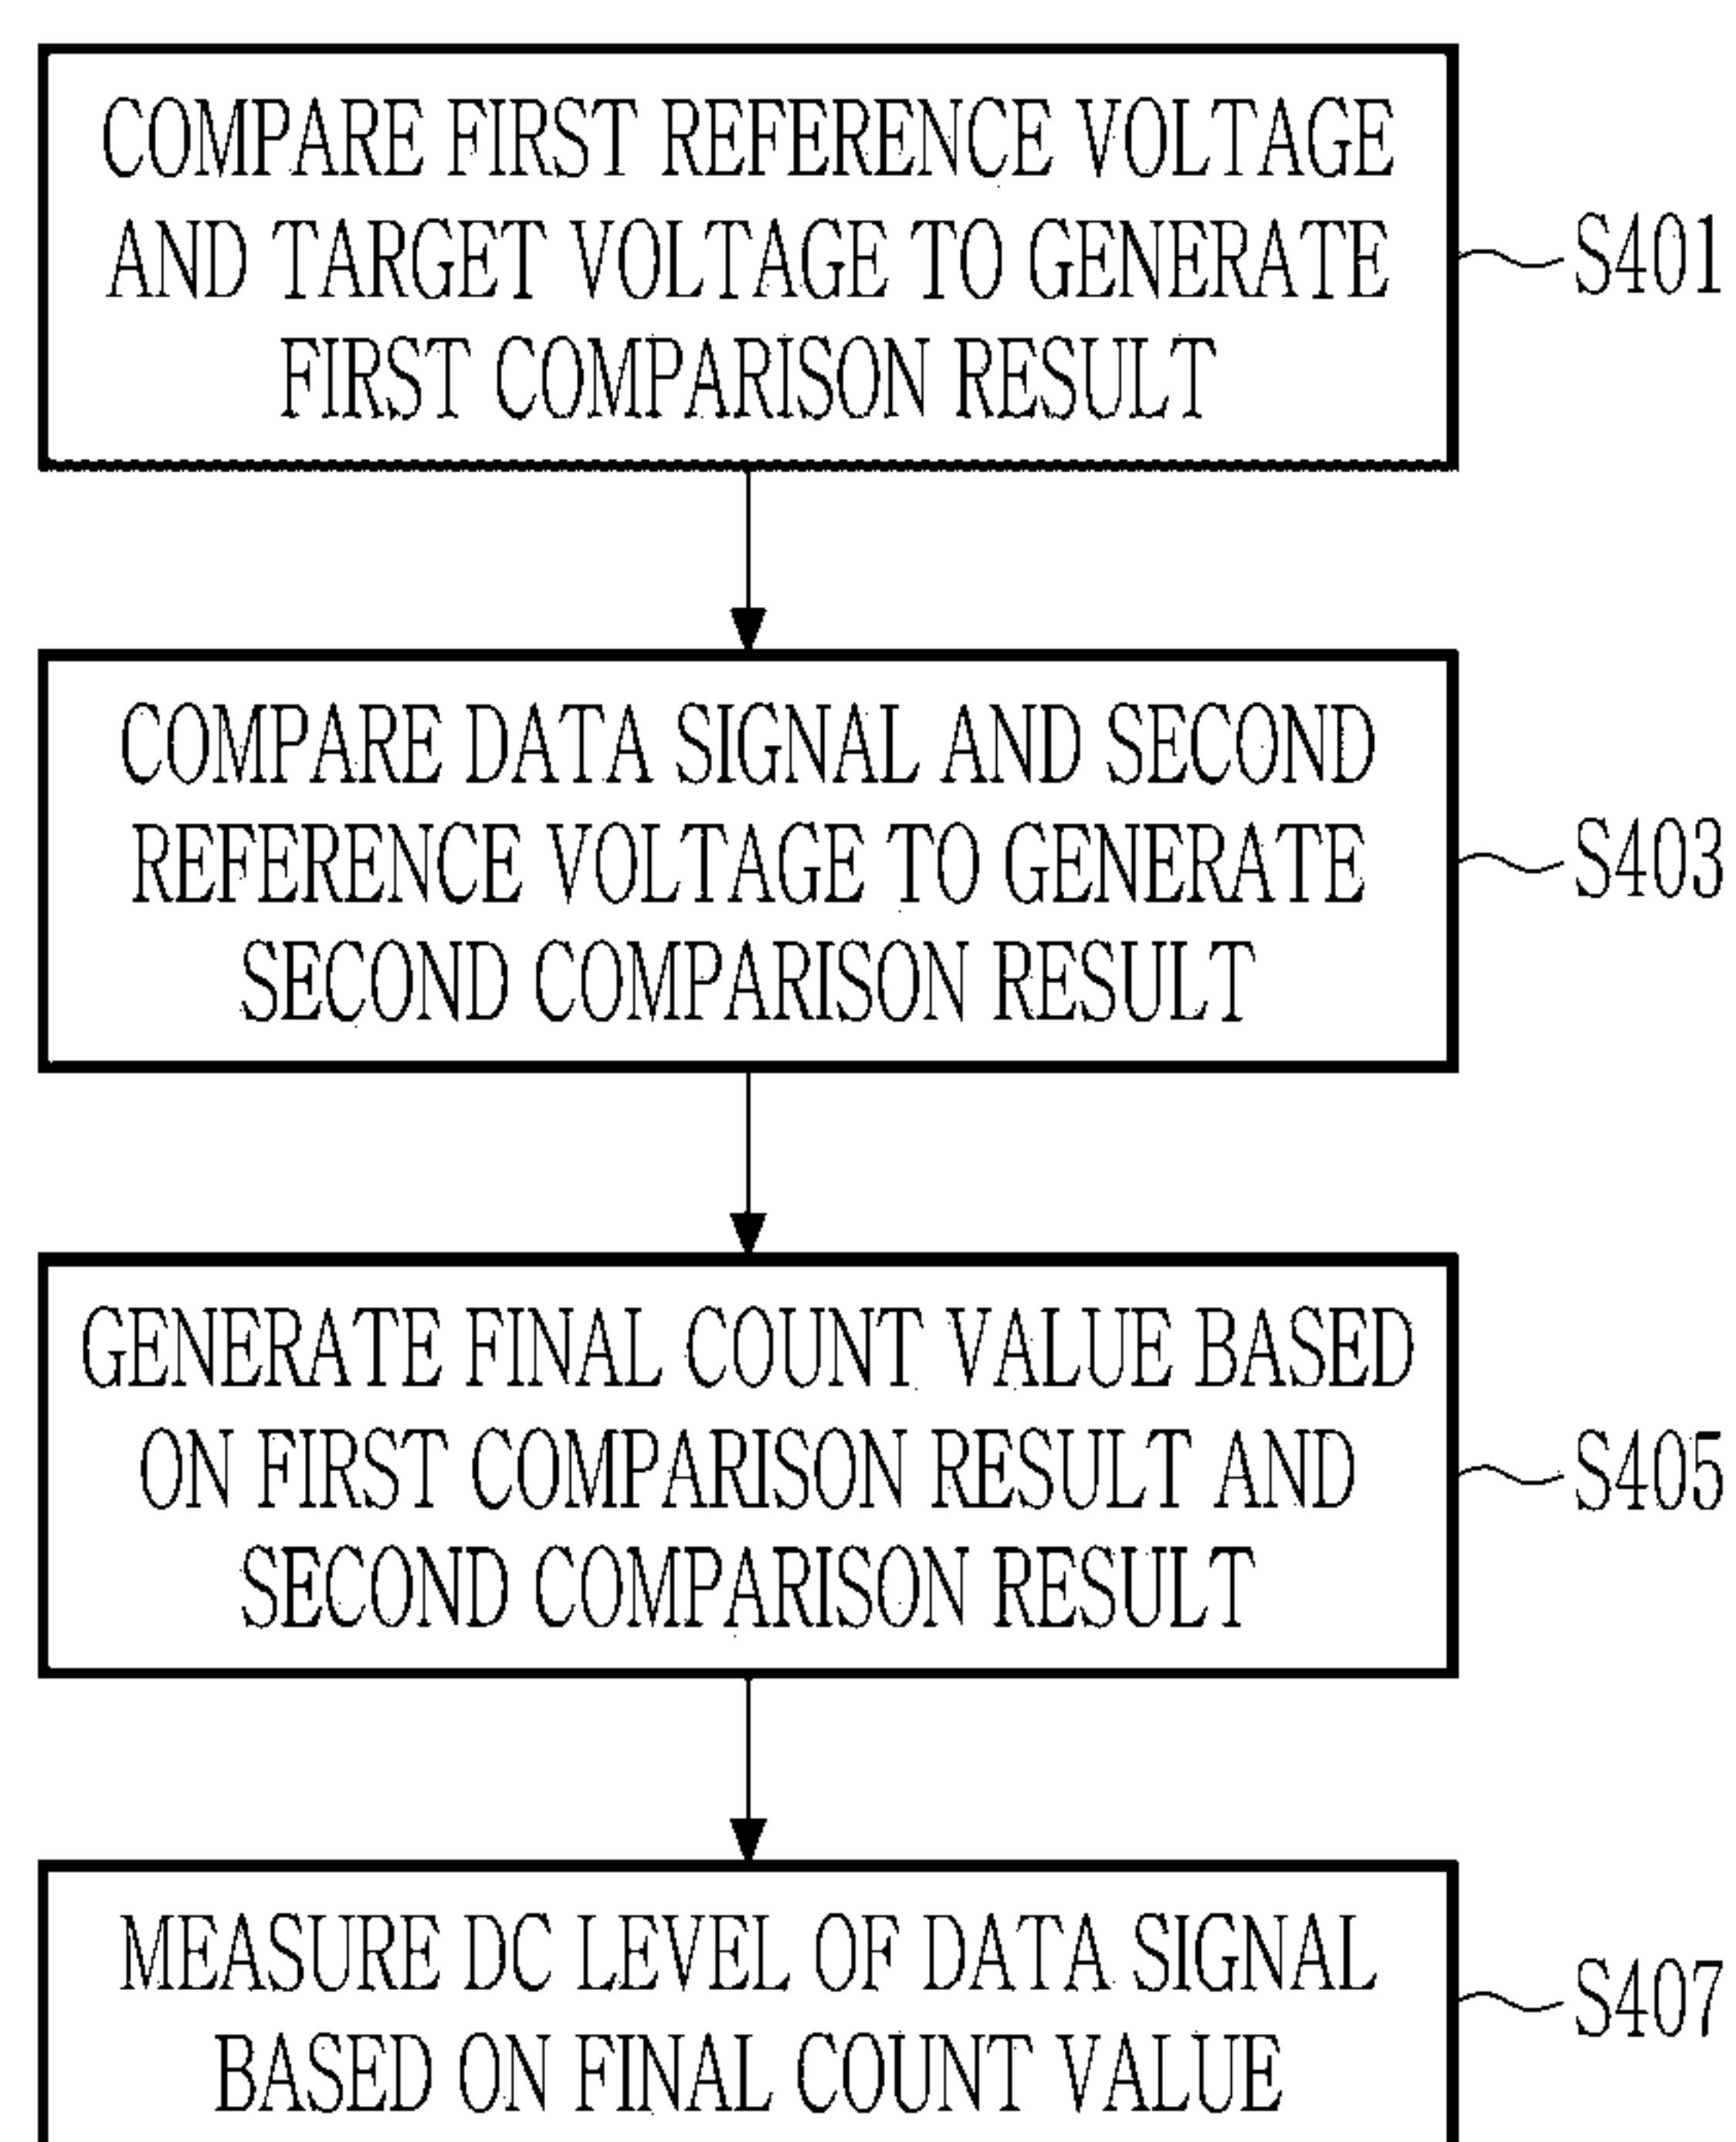 COMPARE FIRST REFERENCE VOLTAGE
AND TARGET VOLTAGE TO GENERATE
FIRST COMPARISON RESULT
S401
COMPARE DATA SIGNAL AND SECOND
REFERENCE VOLTAGE TO GENERATE
SECOND COMPARISON RESULT
S403
GENERATE FINAL COUNT VALUE BASED
ON FIRST COMPARISON RESULT AND
SECOND COMPARISON RESULT
S405
MEASURE DC LEVEL OF DATA SIGNAL
BASED ON FINAL COUNT VALUE
S407